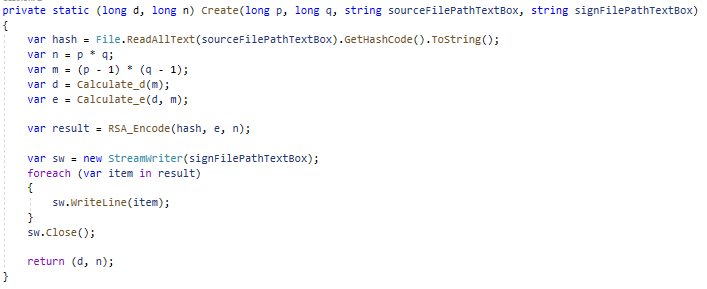 private static (long d, long n) Create(long p, long q, string sourceFilePathTextBox, string signFilePathTextBox)
{
var hash = File.ReadAllText(sourceFilePathTextBox).GetHashCode().ToString();
var n = p * q;
var m = (p - 1) * (q - 1);
var d = Calculate_d(m);
var e = Calculate_e(d, m);
var result = RSA_Encode(hash, e, n);
var sw = new StreamWriter(signFilePathTextBox);
foreach (var item in result)
{
sw.WriteLine(item);
}
sw.Close();
return (d, n);
}